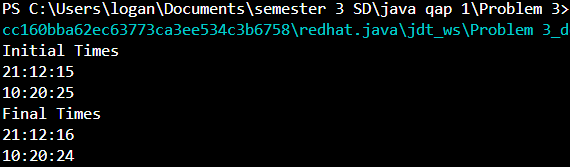 PS C:\Users\logan\Documents\semester 3 SD\java qap 1\Problem 3>
cc160bba62ec63773ca3ee534c3b6758\redhat.java\jdt_ws\Problem 3_d
Initial Times
21:12:15
10:20:25
Final Times
21:12:16
10:20:24